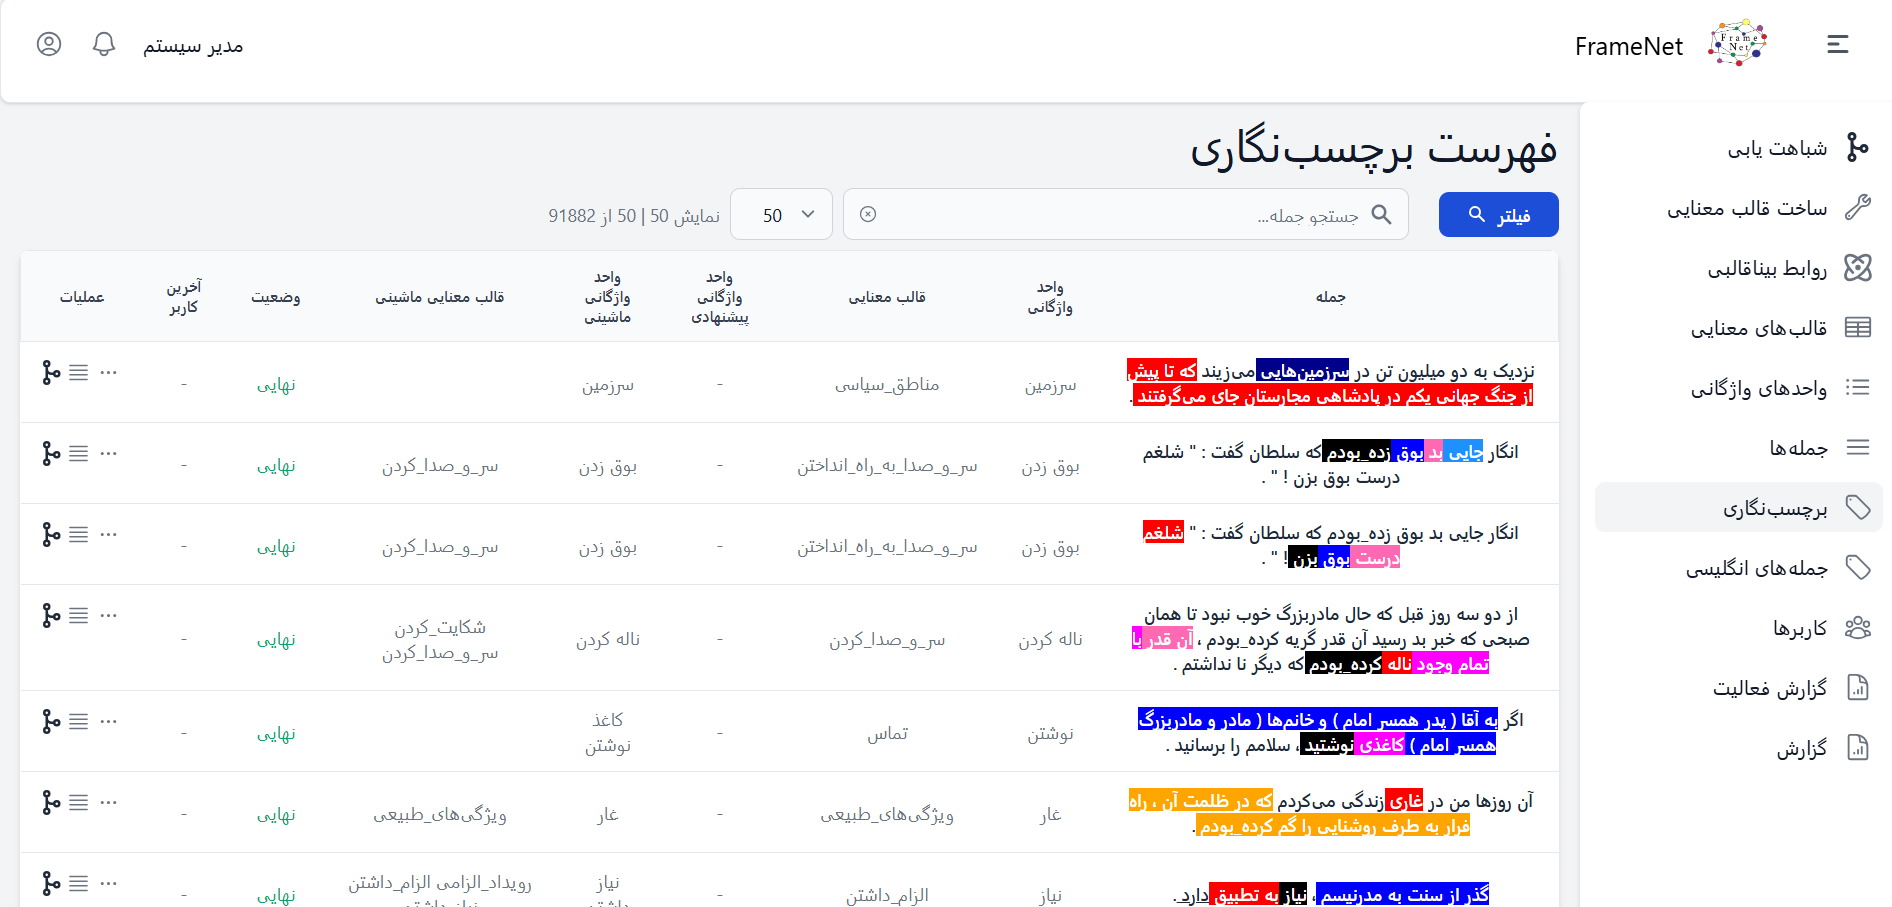 FrameNet
Frame
Net
مدیر سیستم
شباهت یابی
ساخت قالب معنایی
روابط بیناقالبی
قالب‌های معنایی
واحدهای واژگانی
جمله‌ها
برچسب‌نگاری
جمله‌های انگلیسی
کاربرها
گزارش فعالیت
گزارش
فهرست برچسب‌نگاری
فیلتر
جستجو جمله...
50
نمایش 50 | 50 از 91882
جمله
واحد
واژگانی
قالب معنایی
واحد
واژگانی
پیشنهادی
واحد
واژگانی
ماشینی
قالب معنایی ماشینی
وضعیت
آخرین
کاربر
عملیات
نزدیک به دو میلیون تن در سرزمین‌هایی می‌زیند که تا پیش
از جنگ جهانی یکم در پادشاهی مجارستان جای می‌گرفتند .
سرزمین
مناطق_سیاسی
-
سرزمین
نهایی
-
انگار جایی بد بوق زده_بودم که سلطان گفت : " شلغم
درست بوق بزن ! " .
بوق زدن
سر_و_صدا_به_راه_انداختن
-
بوق زدن
سر_و_صدا_کردن
نهایی
-
انگار جایی بد بوق زده_بودم که سلطان گفت : " شلغم
درست بوق بزن ! " .
بوق زدن
سر_و_صدا_به_راه_انداختن
-
بوق زدن
سر_و_صدا_کردن
نهایی
-
از دو سه روز قبل که حال مادربزرگ خوب نبود تا همان
صبحی که خبر بد رسید آن قدر گریه کرده_بودم ، آن قدر با
تمام وجود ناله کرده_بودم که دیگر نا نداشتم .
ناله کردن
سر_و_صدا_کردن
-
ناله کردن
شکایت_کردن
سر_و_صدا_کردن
نهایی
-
اگر به آقا ( پدر همسر امام ) و خانم‌ها ( مادر و مادربزرگ
همسر امام ) کاغذی نوشتید ، سلامم را برسانید .
نوشتن
تماس
-
کاغذ
نوشتن
نهایی
-
آن روزها من در غاری زندگی می‌کردم که در ظلمت آن ، راه
فرار به طرف روشنایی را گم کرده_بودم .
غار
ویژگی‌های_طبیعی
-
غار
ویژگی‌های_طبیعی
نهایی
-
گذر از سنت به مدرنیسم ، نیاز به تطبیق دارد .
نیاز
الزام_داشتن
-
نیاز
رویداد_الزامی الزام_داشتن
نهایی
-